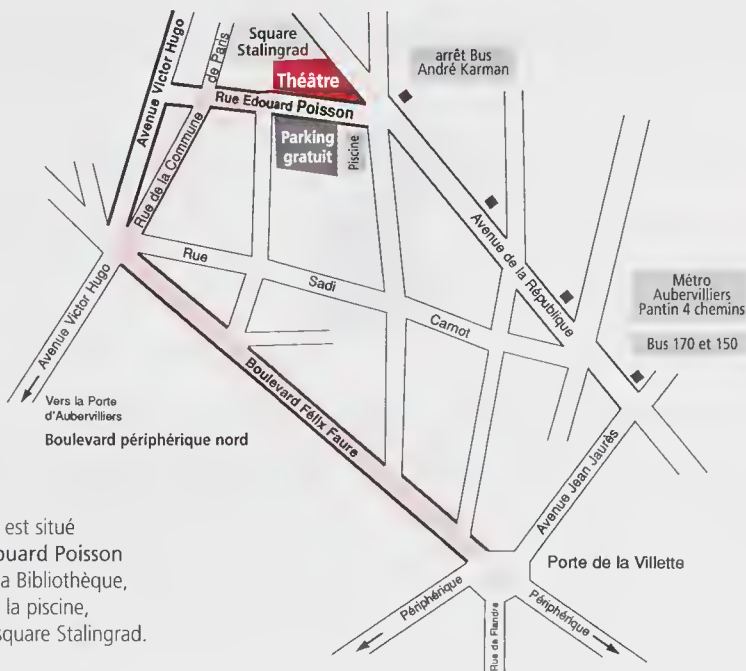 Square
Stalingrad
Théâtre
arrêt Bus
André Karman
Avenue Victor Hugo
de Paris
Rue Edouard Poisson
Parking
gratuit
Piscine
Rue de la Commune
Avenue de la République
Rue
Sadi
Carnot
Métro
Aubervilliers
Pantin 4 chemins
Bus 170 et 150
Avenue Victor Hugo
Vers la Porte
d'Aubervilliers
Boulevard périphérique nord
Boulevard Félix Faure
Avenue Jean Jaurès
est situé
ouard Poisson
a Bibliothèque,
la piscine,
square Stalingrad.
Porte de la Villette
Périphérique
Rue de Flandre
Périphérique